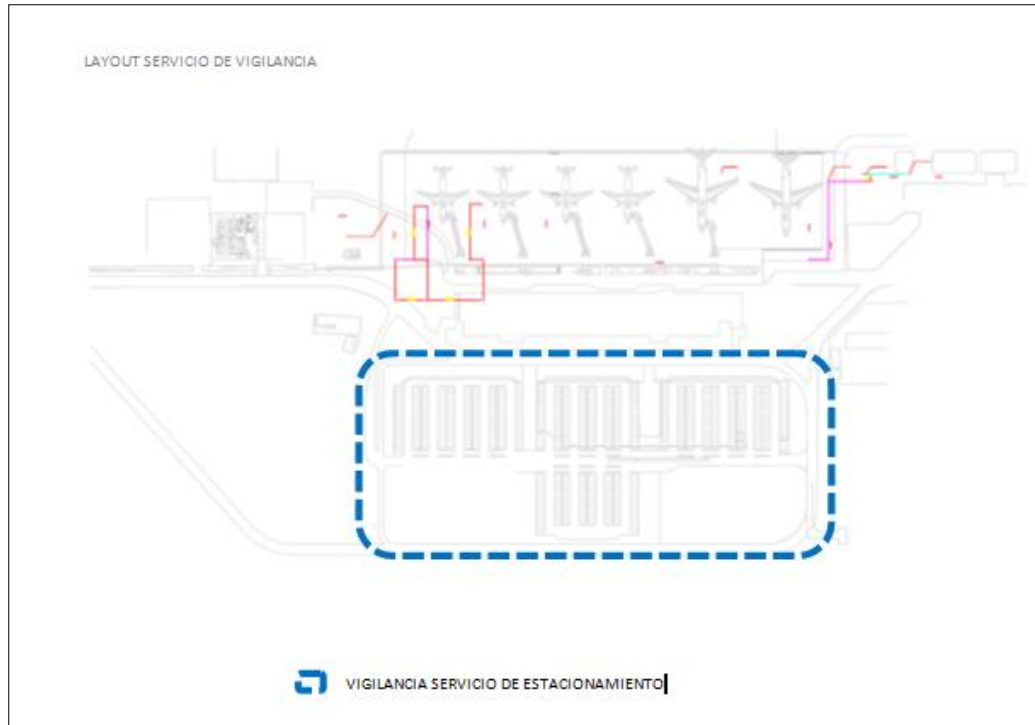 LAYOUT SERVICIO DE VIGILANCIA
VIGILANCIA SERVICIO DE ESTACIONAMIENTO